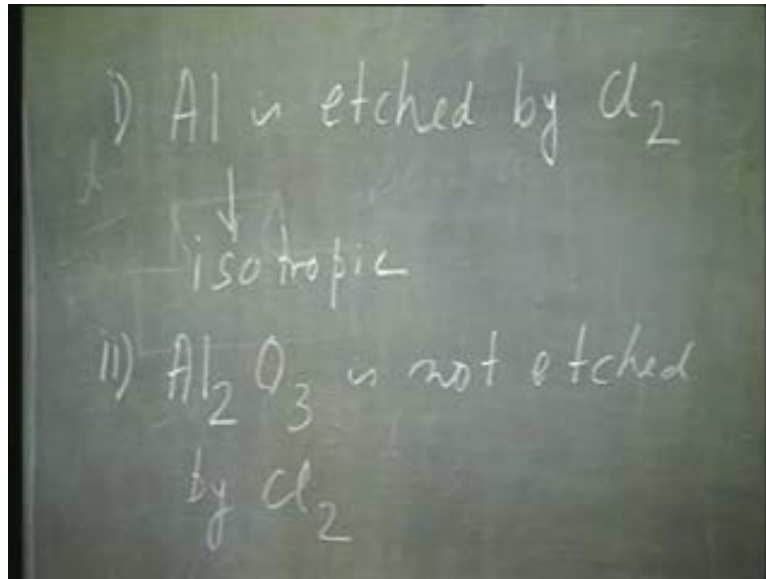 I) Al is etched by Cl2
↓
isotropic
II) Al2O3 is not etched
by Cl2